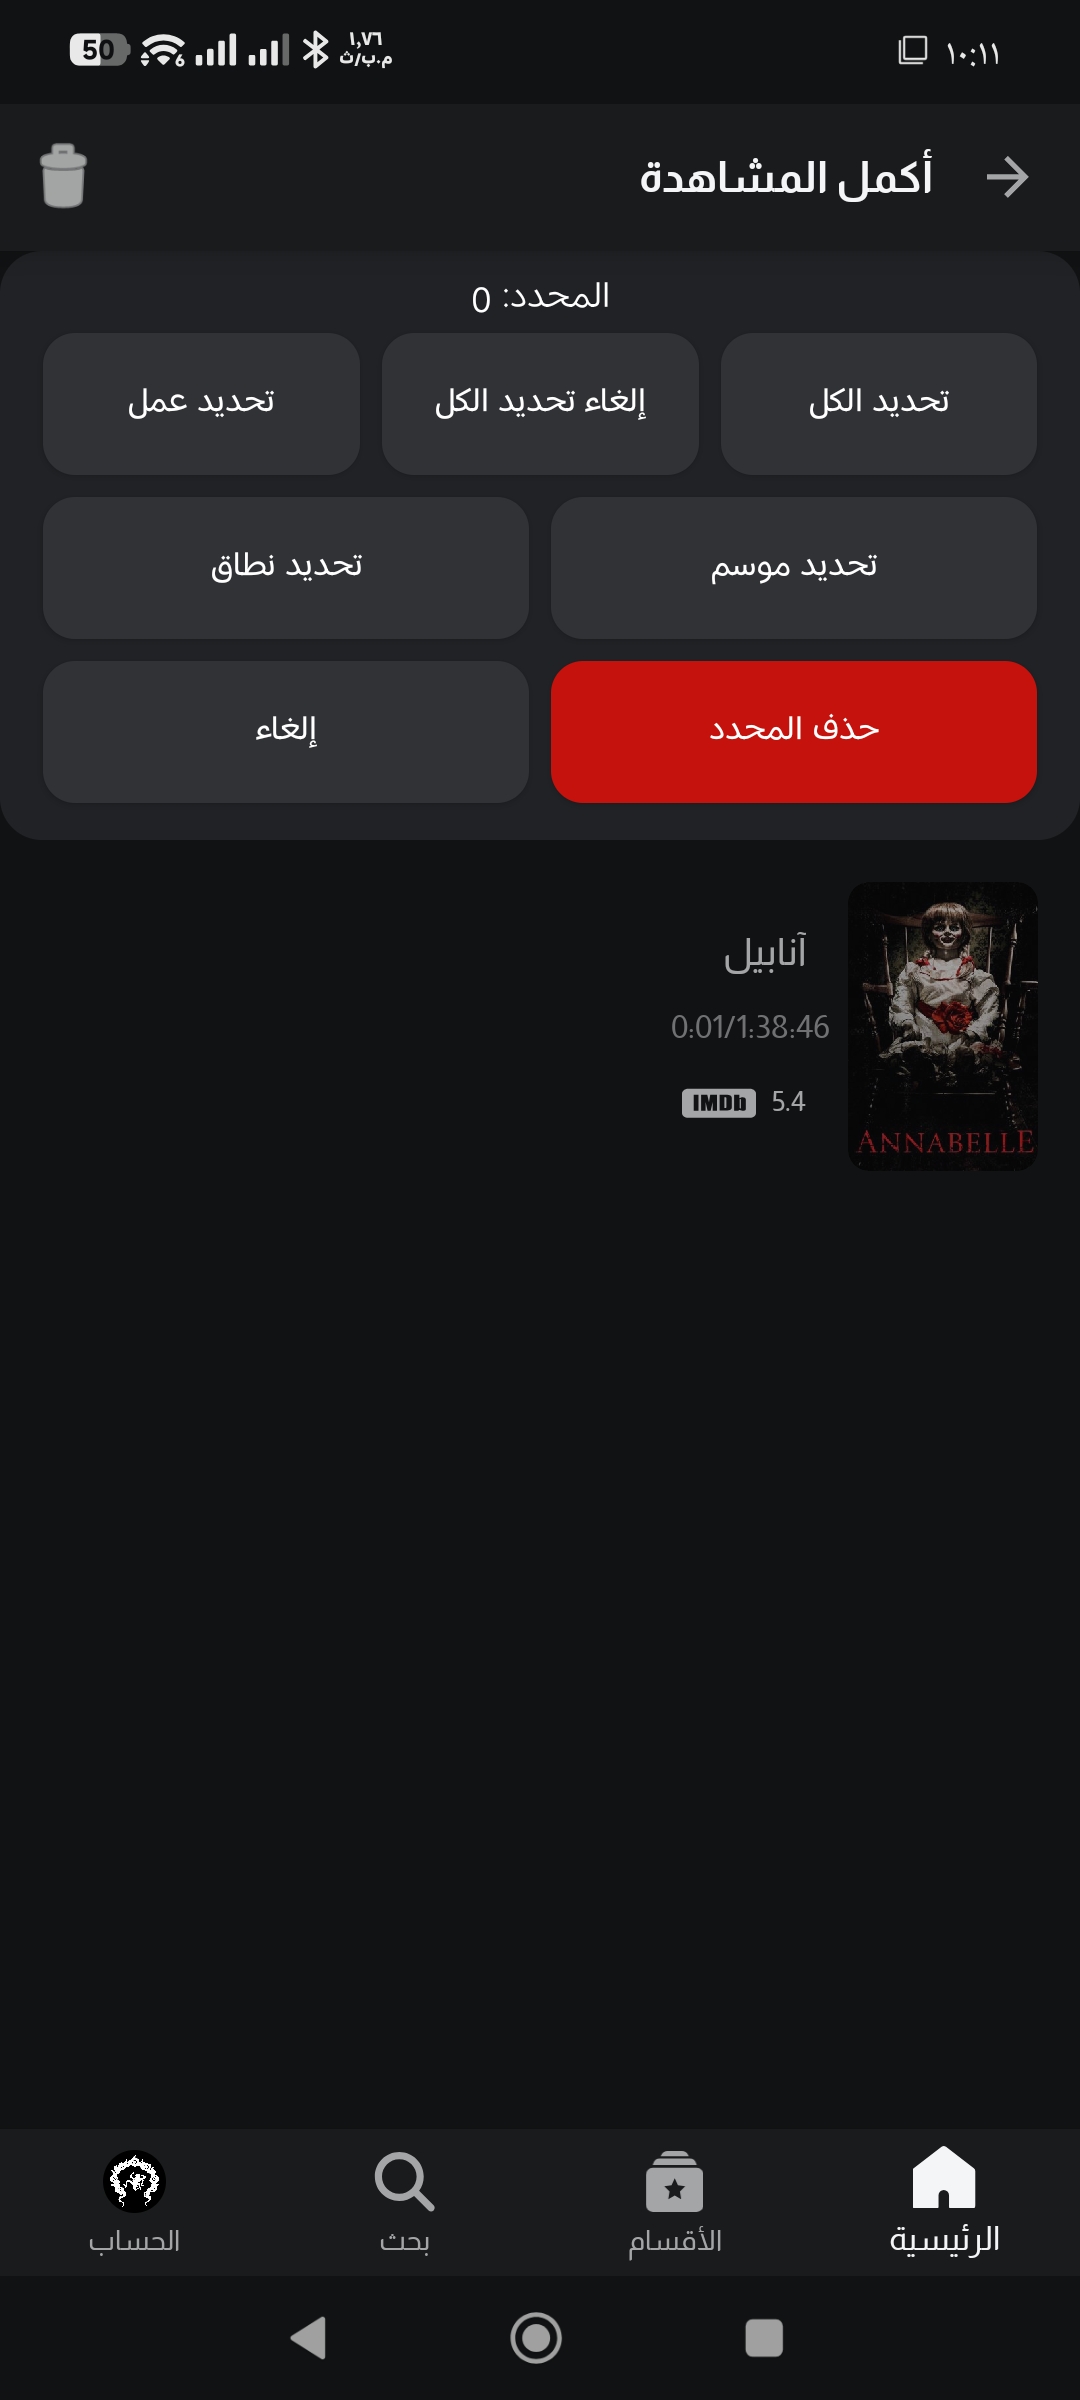 ١٠:١١
١,٧٦
م.ب/ث
6
50
أكمل المشاهدة
المحدد: 0
تحديد الكل
إلغاء تحديد الكل
تحديد عمل
تحديد موسم
تحديد نطاق
حذف المحدد
إلغاء
آنابيل
0:01/1:38:46
5.4 IMDb
ANNABELLE
الرئيسية
الأقسام
بحث
الحساب